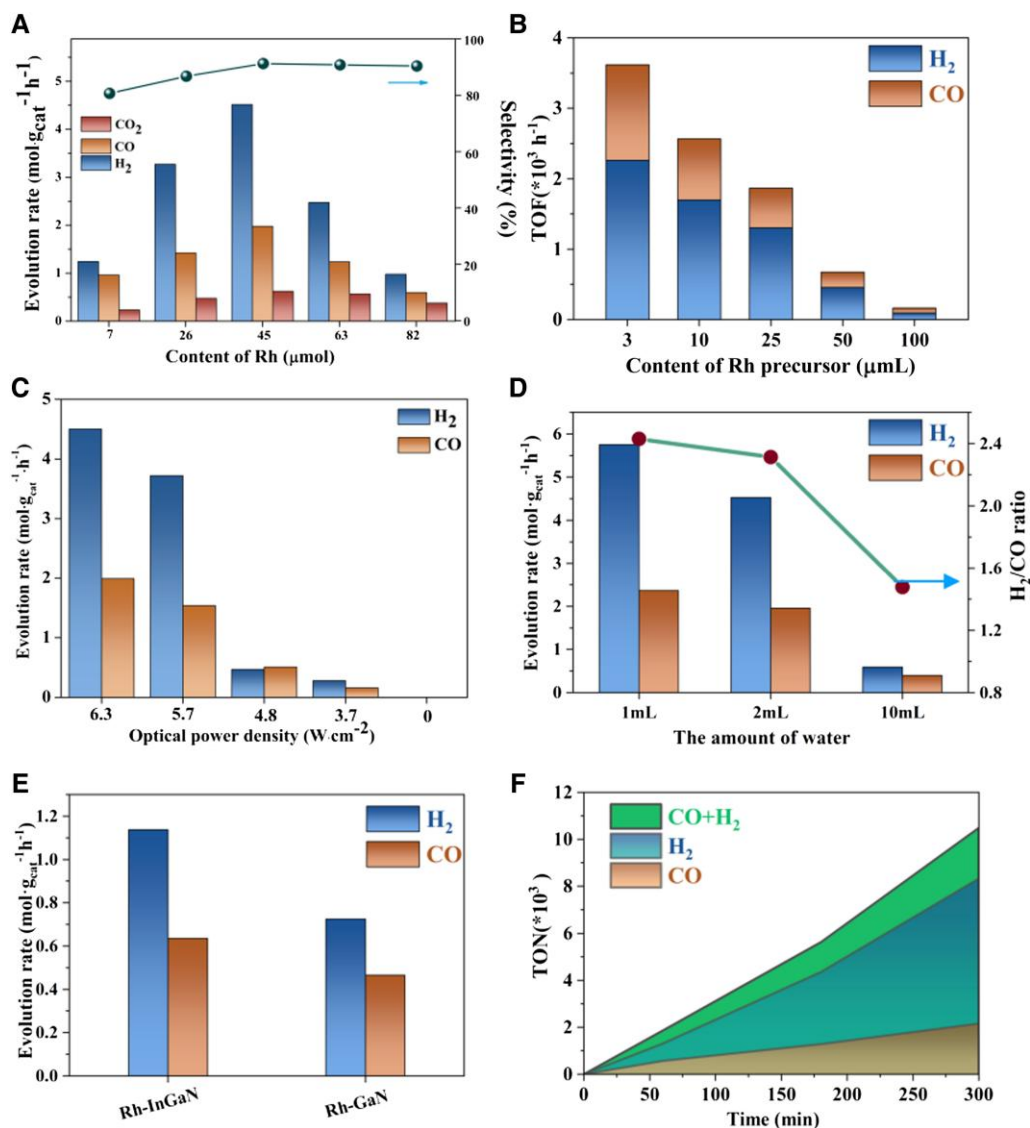 A
Evolution rate (mol·gcat⁻¹h⁻¹)
5
4
3
2
1
0
CO₂
CO
H₂
100
80
60
40
20
0
Selectivity (%)
7 26 45 63 82
Content of Rh (μmol)
B
TOF(*10³ h⁻¹)
4
3
2
1
0
H₂
CO
3 10 25 50 100
Content of Rh precursor (μmL)
C
Evolution rate (mol·gcat⁻¹·h⁻¹)
5
4
3
2
1
0
H₂
CO
6.3 5.7 4.8 3.7 0
Optical power density (W·cm⁻²)
D
Evolution rate (mol·gcat⁻¹h⁻¹)
6
5
4
3
2
1
0
H₂
CO
2.4
2.0
1.6
1.2
0.8
H₂/CO ratio
1mL 2mL 10mL
The amount of water
E
Evolution rate (mol·gcat⁻¹h⁻¹)
1.2
1.0
0.8
0.6
0.4
0.2
0.0
H₂
CO
Rh-InGaN Rh-GaN
F
TON(*10³)
12
10
8
6
4
2
0
CO+H₂
H₂
CO
0 50 100 150 200 250 300
Time (min)